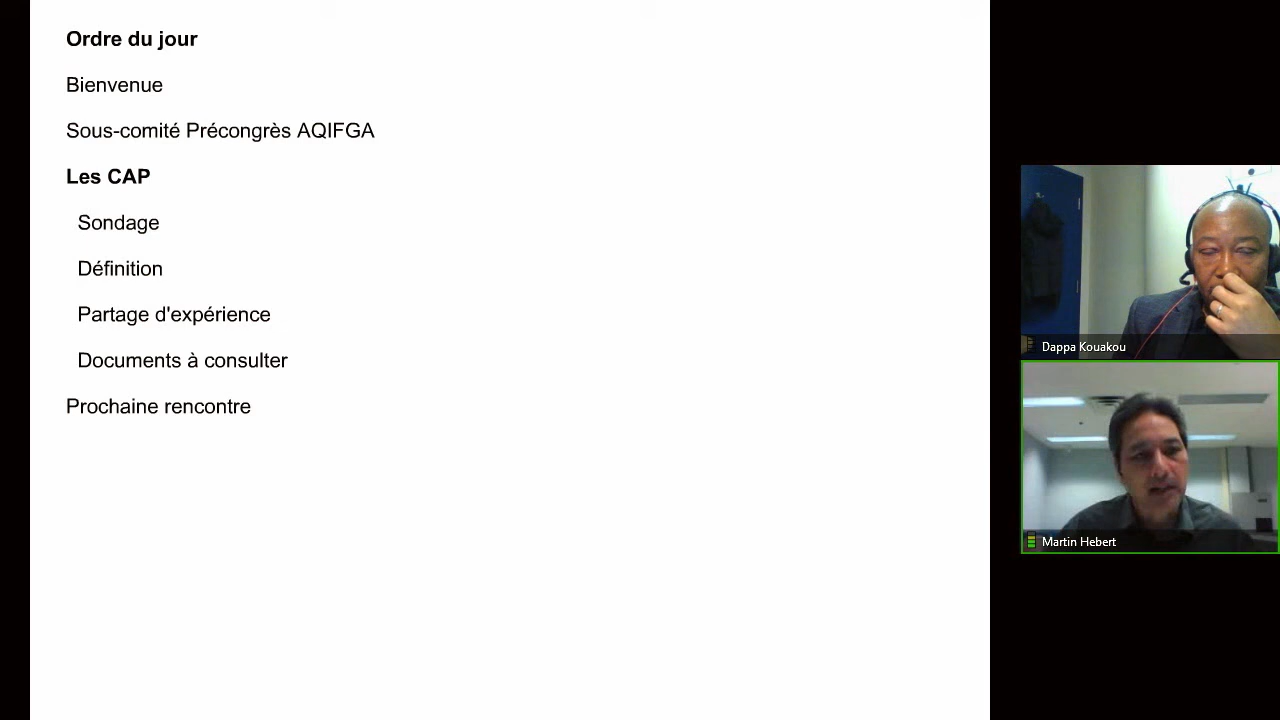 Ordre du jour
Bienvenue
Sous-comité Précongrès AQIFGA
Les CAP
Sondage
Définition
Partage d'expérience
Documents à consulter
Prochaine rencontre
Dappa Kouakou
Martin Hebert